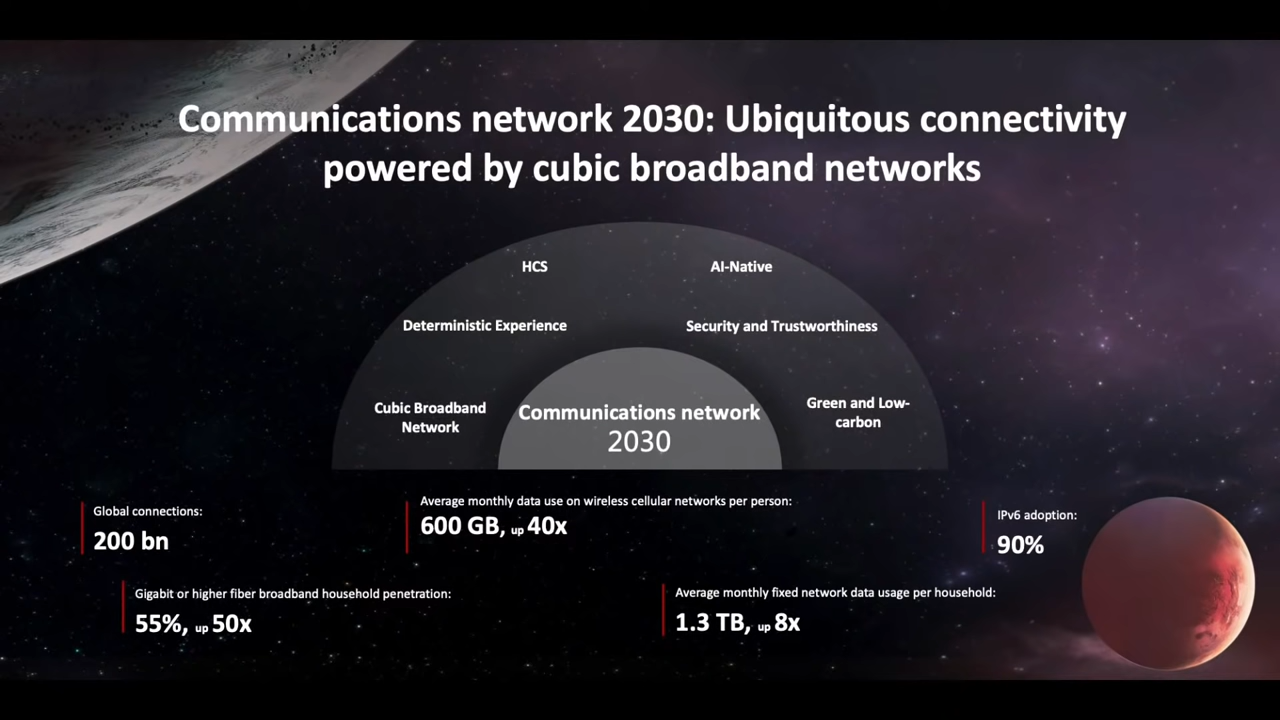 Communications network 2030: Ubiquitous connectivity
powered by cubic broadband networks
HCS
AI-Native
Deterministic Experience
Security and Trustworthiness
Cubic Broadband
Network
Communications network
2030
Green and Low-
carbon
Global connections:
200 bn
Average monthly data use on wireless cellular networks per person:
600 GB, up 40x
IPv6 adoption:
90%
Gigabit or higher fiber broadband household penetration:
55%, up 50x
Average monthly fixed network data usage per household:
1.3 TB, up 8x